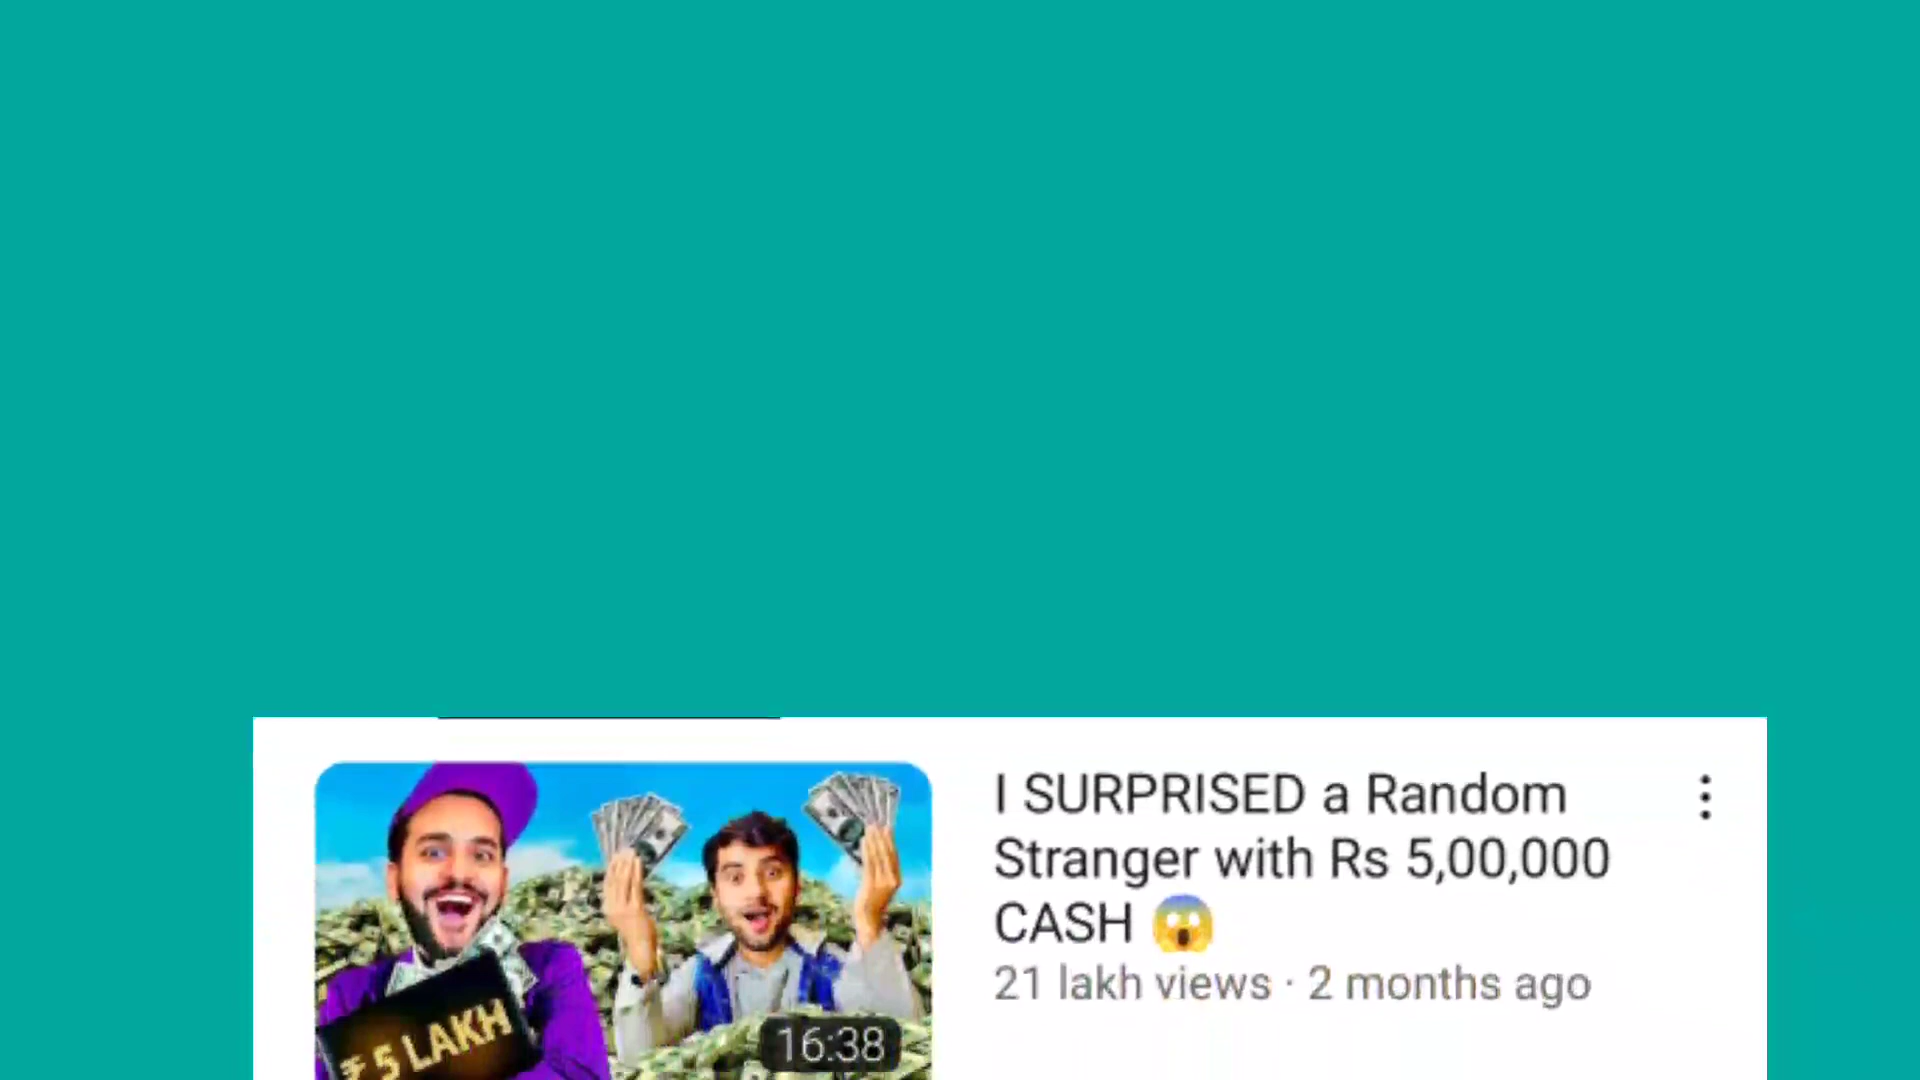 I SURPRISED a Random
Stranger with Rs 5,00,000
CASH 😱
21 lakh views · 2 months ago
₹ 5 LAKH
16:38